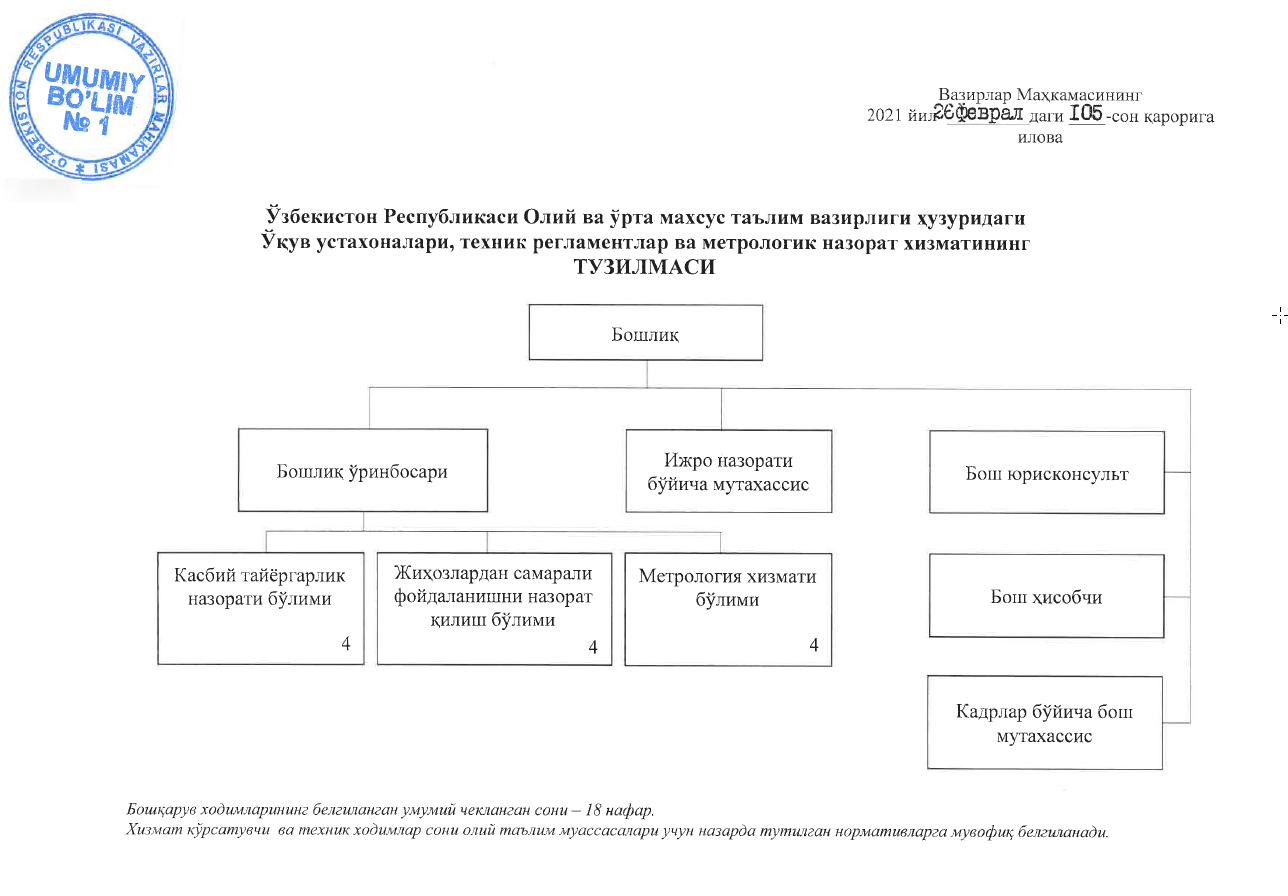 O'ZBEKISTON RESPUBLIKASI VAZIRLAR MAHKAMASI
UMUMIY
BO'LIM
№ 1
Вазирлар Маҳкамасининг
2021 йил 26феврал даги 105-сон қарорига
илова
Ўзбекистон Республикаси Олий ва ўрта махсус таълим вазирлиги ҳузуридаги
Ўқув устахоналари, техник регламентлар ва метрологик назорат хизматининг
ТУЗИЛМАСИ
Бошлиқ
Бошлиқ ўринбосари
Ижро назорати
бўйича мутахассис
Бош юрисконсульт
Касбий тайёргарлик
назорати бўлими
4
Жиҳозлардан самарали
фойдаланишни назорат
қилиш бўлими
4
Метрология хизмати
бўлими
4
Бош ҳисобчи
Кадрлар бўйича бош
мутахассис
Бошқарув ходимларининг белгиланган умумий чекланган сони – 18 нафар.
Хизмат кўрсатувчи ва техник ходимлар сони олий таълим муассасалари учун назарда тутилган нормативларга мувофиқ белгиланади.